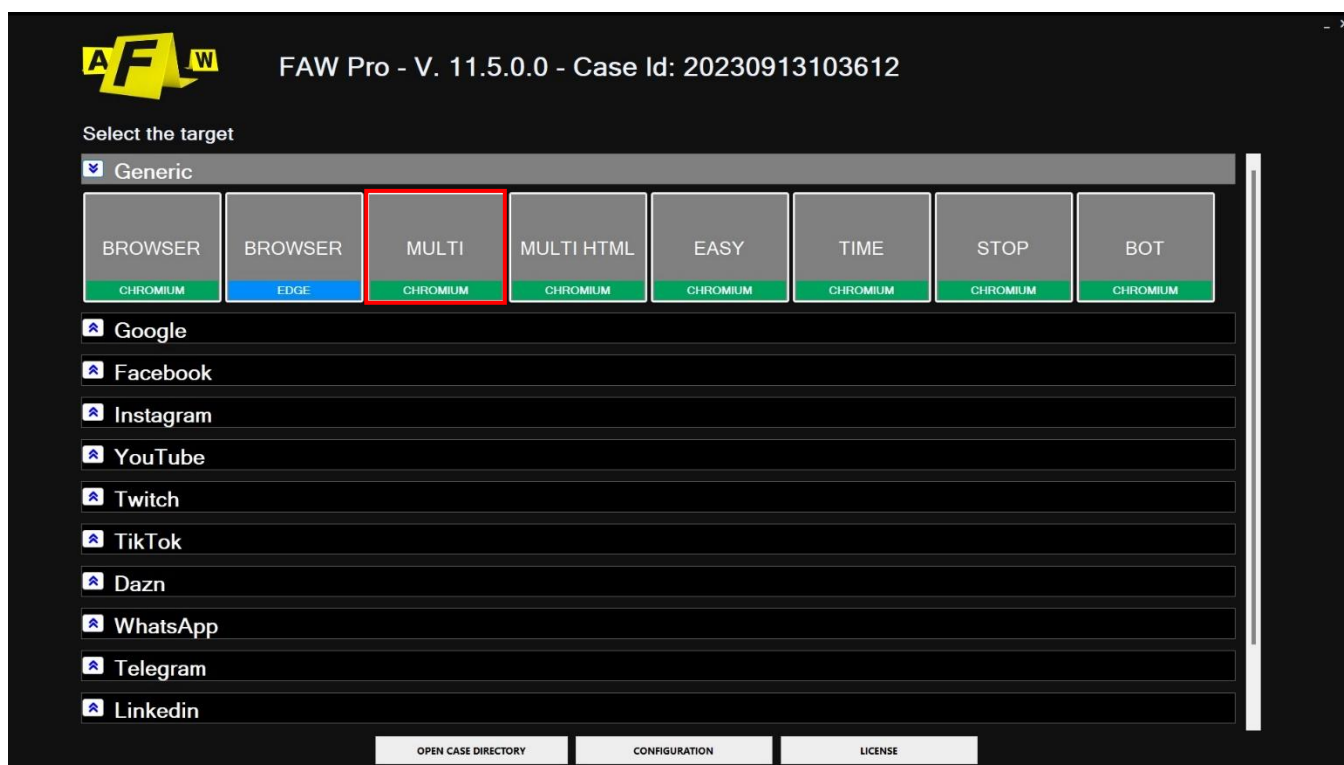 A F W
FAW Pro - V. 11.5.0.0 - Case Id: 20230913103612
Select the target
Generic
BROWSER BROWSER MULTI MULTI HTML EASY TIME STOP BOT
CHROMIUM EDGE CHROMIUM CHROMIUM CHROMIUM CHROMIUM CHROMIUM CHROMIUM
Google
Facebook
Instagram
YouTube
Twitch
TikTok
Dazn
WhatsApp
Telegram
Linkedin
OPEN CASE DIRECTORY CONFIGURATION LICENSE